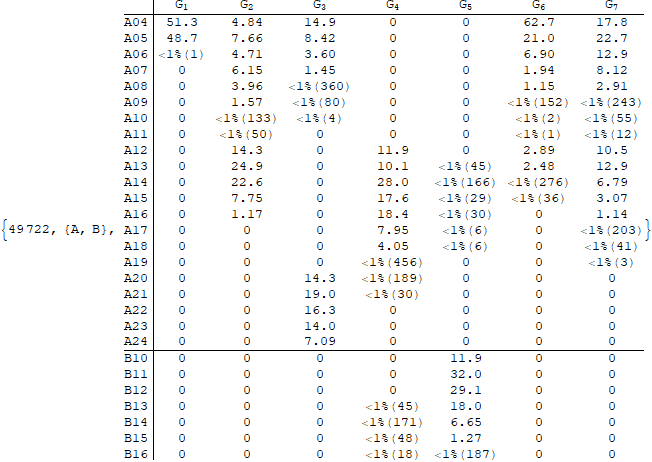 G1 G2 G3 G4 G5 G6 G7
A04 51.3 4.84 14.9 0 0 62.7 17.8
A05 48.7 7.66 8.42 0 0 21.0 22.7
A06 <1%(1) 4.71 3.60 0 0 6.90 12.9
A07 0 6.15 1.45 0 0 1.94 8.12
A08 0 3.96 <1%(360) 0 0 1.15 2.91
A09 0 1.57 <1%(80) 0 0 <1%(152) <1%(243)
A10 0 <1%(133) <1%(4) 0 0 <1%(2) <1%(55)
A11 0 <1%(50) 0 0 0 <1%(1) <1%(12)
A12 0 14.3 0 11.9 0 2.89 10.5
A13 0 24.9 0 10.1 <1%(45) 2.48 12.9
A14 0 22.6 0 28.0 <1%(166) <1%(276) 6.79
A15 0 7.75 0 17.6 <1%(29) <1%(36) 3.07
A16 0 1.17 0 18.4 <1%(30) 0 1.14
{49722, {A, B}, A17 0 0 0 7.95 <1%(6) 0 <1%(203)}
A18 0 0 0 4.05 <1%(6) 0 <1%(41)
A19 0 0 0 <1%(456) 0 0 <1%(3)
A20 0 0 14.3 <1%(189) 0 0 0
A21 0 0 19.0 <1%(30) 0 0 0
A22 0 0 16.3 0 0 0 0
A23 0 0 14.0 0 0 0 0
A24 0 0 7.09 0 0 0 0
B10 0 0 0 0 11.9 0 0
B11 0 0 0 0 32.0 0 0
B12 0 0 0 0 29.1 0 0
B13 0 0 0 <1%(45) 18.0 0 0
B14 0 0 0 <1%(171) 6.65 0 0
B15 0 0 0 <1%(48) 1.27 0 0
B16 0 0 0 <1%(18) <1%(187) 0 0